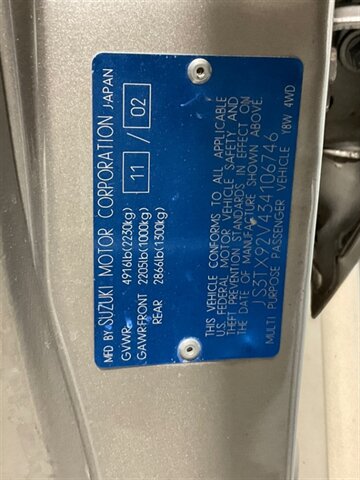 MFD BY SUZUKI MOTOR CORPORATION JAPAN
11 / 02
GVWR 4916lb(2230kg)
GAWR:FRONT 2205lb(1000kg)
REAR 2866lb(1300kg)
THIS VEHICLE CONFORMS TO ALL APPLICABLE
U.S. FEDERAL MOTOR VEHICLE SAFETY AND
THEFT PREVENTION STANDARDS IN EFFECT ON
THE DATE OF MANUFACTURE SHOWN ABOVE.
JS3TX92V734106746
MULTI PURPOSE PASSENGER VEHICLE Y8W 4WD